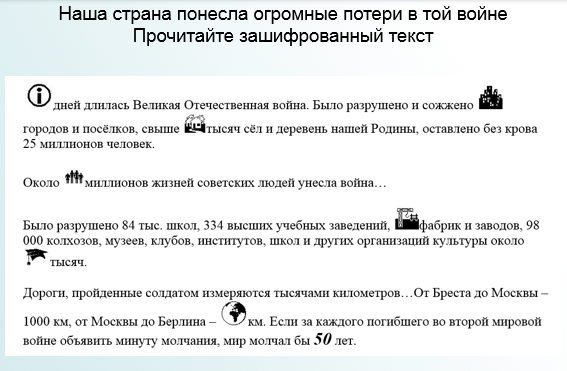 Наша страна понесла огромные потери в той войне
Прочитайте зашифрованный текст
дней длилась Великая Отечественная война. Было разрушено и сожжено
городов и посёлков, свыше тысяч сёл и деревень нашей Родины, оставлено без крова
25 миллионов человек.
Около миллионов жизней советских людей унесла война…
Было разрушено 84 тыс. школ, 334 высших учебных заведений, фабрик и заводов, 98
000 колхозов, музеев, клубов, институтов, школ и других организаций культуры около
тысяч.
Дороги, пройденные солдатом измеряются тысячами километров…От Бреста до Москвы –
1000 км, от Москвы до Берлина – км. Если за каждого погибшего во второй мировой
войне объявить минуту молчания, мир молчал бы 50 лет.